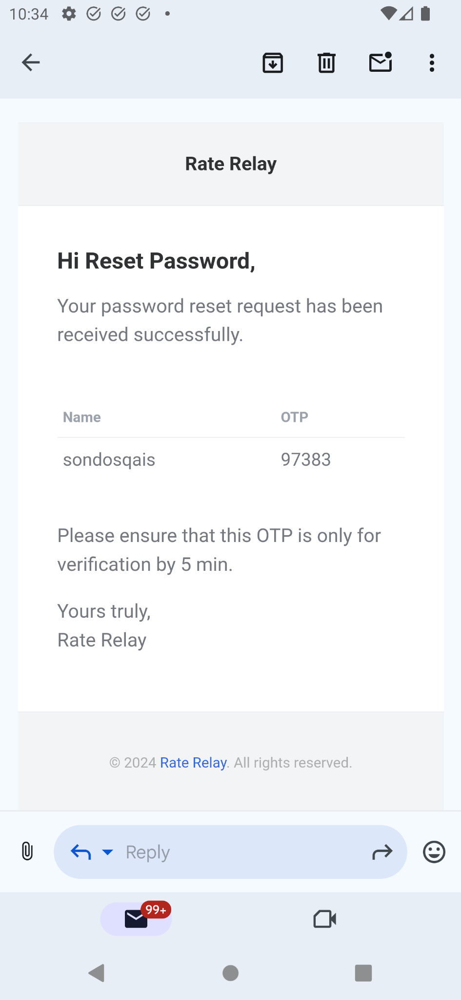 10:34
Rate Relay
Hi Reset Password,
Your password reset request has been
received successfully.
Name OTP
sondosqais 97383
Please ensure that this OTP is only for
verification by 5 min.
Yours truly,
Rate Relay
© 2024 Rate Relay. All rights reserved.
Reply
99+